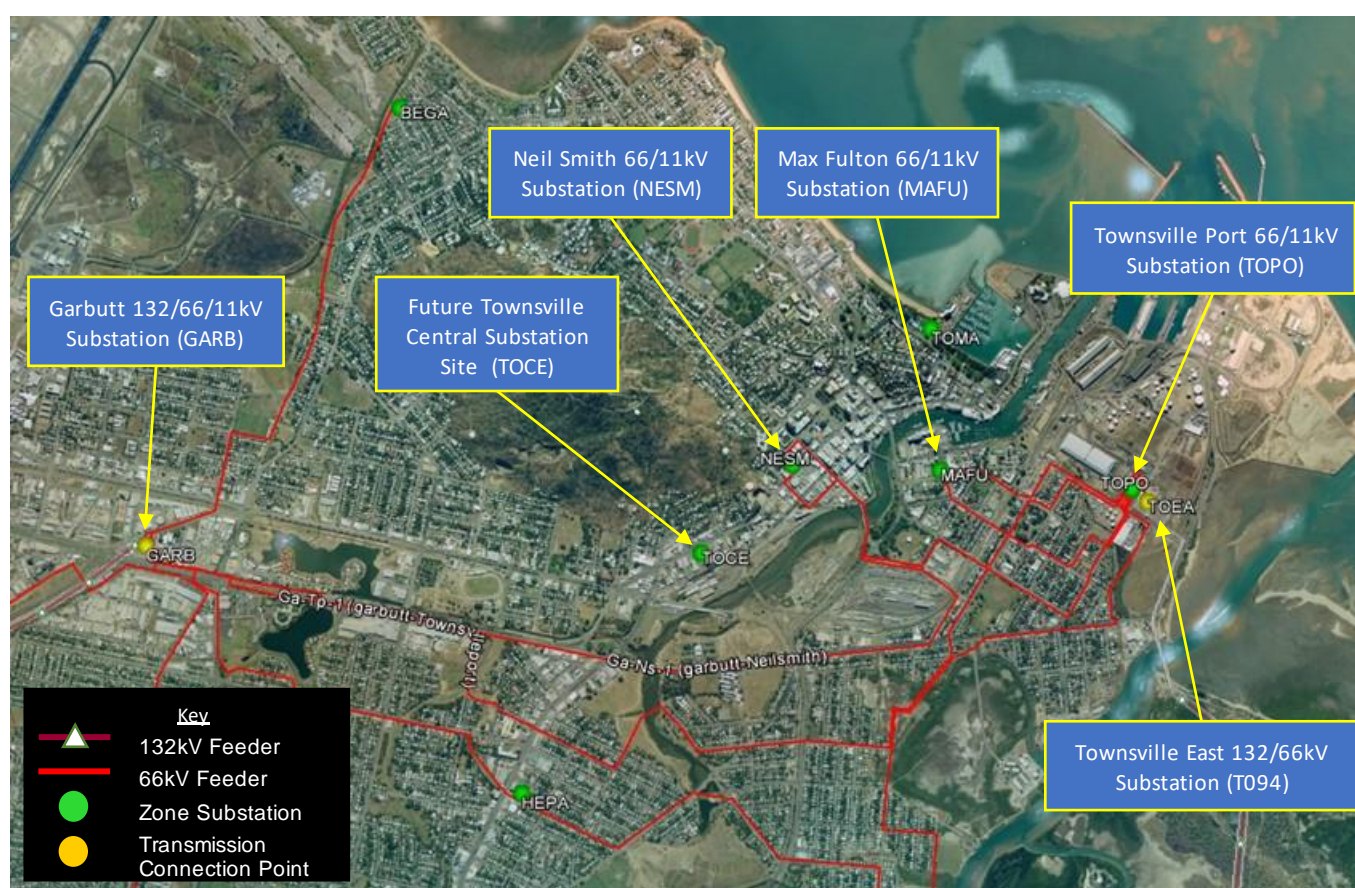 BEGA
Neil Smith 66/11kV
Substation (NESM)
Max Fulton 66/11kV
Substation (MAFU)
Townsville Port 66/11kV
Substation (TOPO)
Garbutt 132/66/11kV
Substation (GARB)
Future Townsville
Central Substation
Site (TOCE)
TOMA
NESM
MAFU
TOPO
TOEA
GARB
TOCE
Ga-Tp-1 (garbutt-Townsvilleport)
Ga-Ns-1 (garbutt-Neilsmith)
HEPA
Key
132kV Feeder
66kV Feeder
Zone Substation
Transmission
Connection Point
Townsville East 132/66kV
Substation (T094)